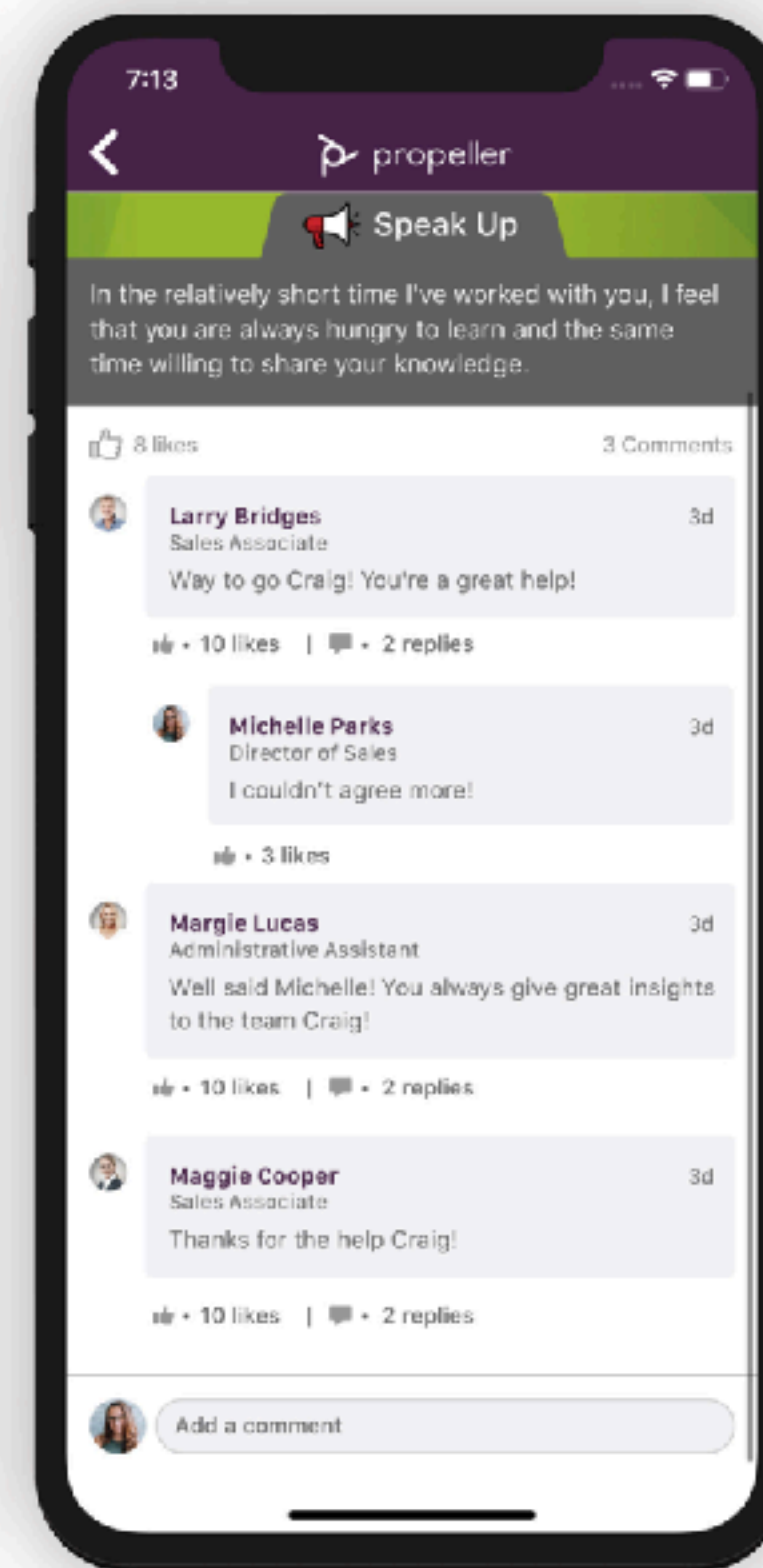 7:13
propeller
Speak Up
In the relatively short time I've worked with you, I feel
that you are always hungry to learn and the same
time willing to share your knowledge.
8 likes 3 Comments
Larry Bridges 3d
Sales Associate
Way to go Craig! You're a great help!
• 10 likes | • 2 replies
Michelle Parks 3d
Director of Sales
I couldn't agree more!
• 3 likes
Margie Lucas 3d
Administrative Assistant
Well said Michelle! You always give great insights
to the team Craig!
• 10 likes | • 2 replies
Maggie Cooper 3d
Sales Associate
Thanks for the help Craig!
• 10 likes | • 2 replies
Add a comment